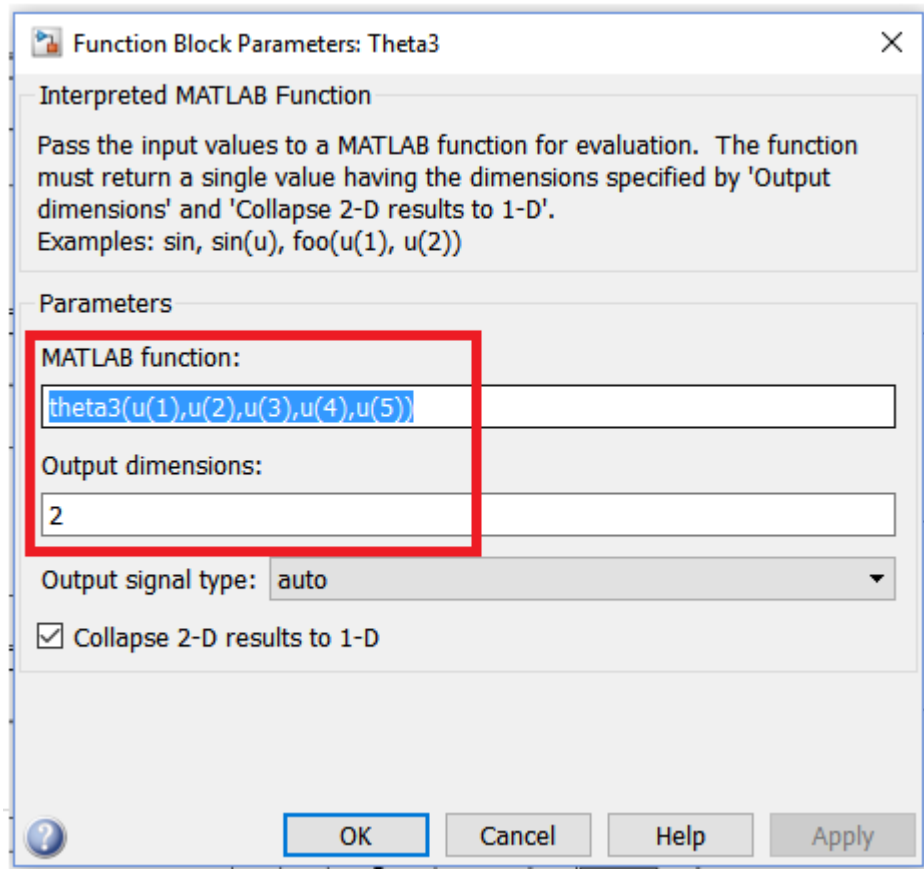 Function Block Parameters: Theta3
Interpreted MATLAB Function
Pass the input values to a MATLAB function for evaluation. The function
must return a single value having the dimensions specified by 'Output
dimensions' and 'Collapse 2-D results to 1-D'.
Examples: sin, sin(u), foo(u(1), u(2))
Parameters
MATLAB function:
theta3(u(1),u(2),u(3),u(4),u(5))
Output dimensions:
2
Output signal type: auto
Collapse 2-D results to 1-D
? OK Cancel Help Apply